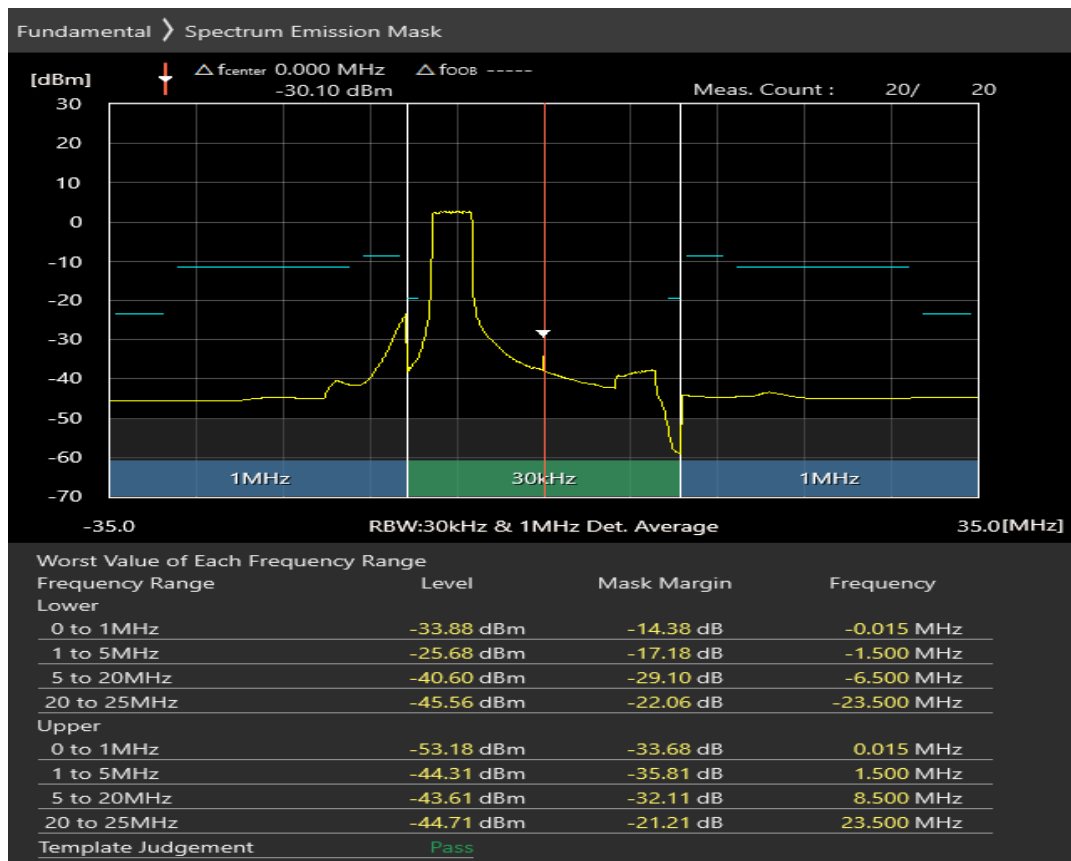 Fundamental ❯ Spectrum Emission Mask
[dBm] △ fcenter 0.000 MHz △ fOOB -----
-30.10 dBm Meas. Count : 20/ 20
30
20
10
0
-10
-20
-30
-40
-50
-60
-70
1MHz 30kHz 1MHz
-35.0 RBW:30kHz & 1MHz Det. Average 35.0[MHz]
Worst Value of Each Frequency Range
Frequency Range Level Mask Margin Frequency
Lower
0 to 1MHz -33.88 dBm -14.38 dB -0.015 MHz
1 to 5MHz -25.68 dBm -17.18 dB -1.500 MHz
5 to 20MHz -40.60 dBm -29.10 dB -6.500 MHz
20 to 25MHz -45.56 dBm -22.06 dB -23.500 MHz
Upper
0 to 1MHz -53.18 dBm -33.68 dB 0.015 MHz
1 to 5MHz -44.31 dBm -35.81 dB 1.500 MHz
5 to 20MHz -43.61 dBm -32.11 dB 8.500 MHz
20 to 25MHz -44.71 dBm -21.21 dB 23.500 MHz
Template Judgement Pass